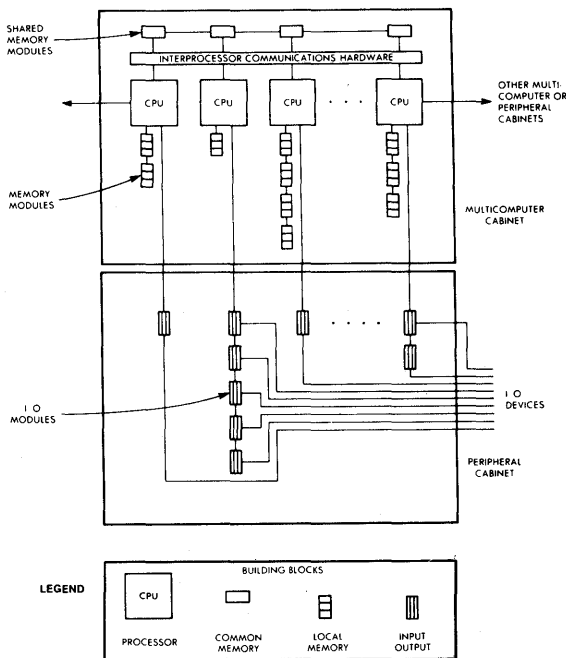 SHARED
MEMORY
MODULES
INTERPROCESSOR COMMUNICATIONS HARDWARE
CPU
CPU
CPU
CPU
OTHER MULTI-
COMPUTER OR
PERIPHERAL
CABINETS
MEMORY
MODULES
MULTICOMPUTER
CABINET
I O
MODULES
I O
DEVICES
PERIPHERAL
CABINET
LEGEND
BUILDING BLOCKS
CPU
PROCESSOR
COMMON
MEMORY
LOCAL
MEMORY
INPUT
OUTPUT